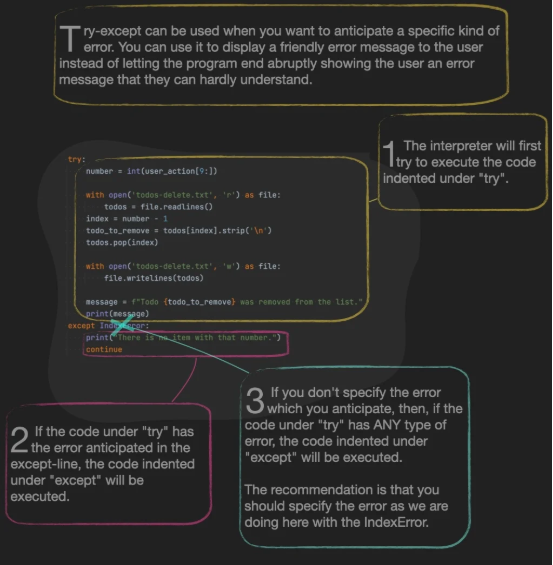 Try-except can be used when you want to anticipate a specific kind of
error. You can use it to display a friendly error message to the user
instead of letting the program end abruptly showing the user an error
message that they can hardly understand.
1 The interpreter will first
try to execute the code
indented under "try".
try:
number = int(user_action[9:])
with open('todos-delete.txt', 'r') as file:
todos = file.readlines()
index = number - 1
todo_to_remove = todos[index].strip('\n')
todos.pop(index)
with open('todos-delete.txt', 'w') as file:
file.writelines(todos)
message = f"Todo {todo_to_remove} was removed from the list."
print(message)
except IndexError:
print("There is no item with that number.")
continue
2 If the code under "try" has
the error anticipated in the
except-line, the code indented
under "except" will be
executed.
3 If you don't specify the error
which you anticipate, then, if the
code under "try" has ANY type of
error, the code indented under
"except" will be executed.
The recommendation is that you
should specify the error as we are
doing here with the IndexError.